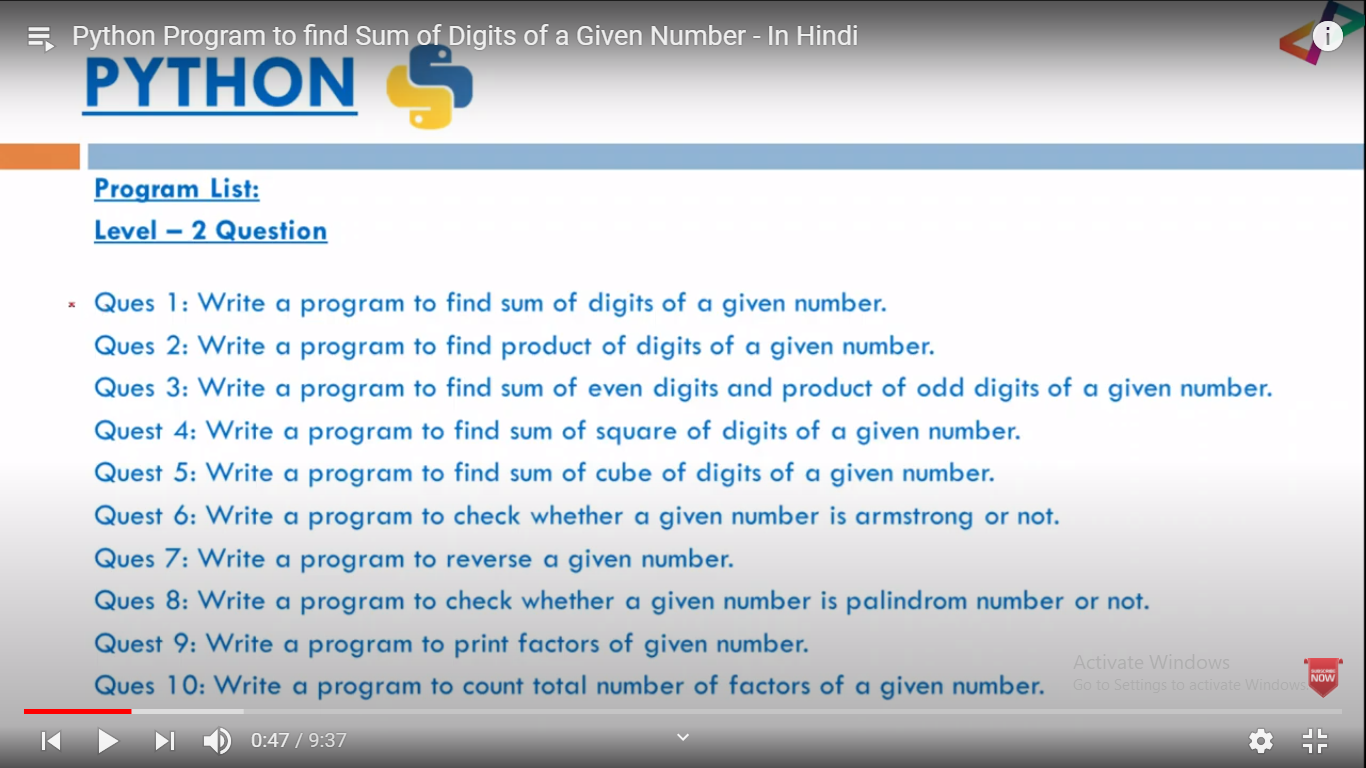 Python Program to find Sum of Digits of a Given Number - In Hindi
PYTHON
Program List:
Level – 2 Question
Ques 1: Write a program to find sum of digits of a given number.
Ques 2: Write a program to find product of digits of a given number.
Ques 3: Write a program to find sum of even digits and product of odd digits of a given number.
Quest 4: Write a program to find sum of square of digits of a given number.
Quest 5: Write a program to find sum of cube of digits of a given number.
Quest 6: Write a program to check whether a given number is armstrong or not.
Ques 7: Write a program to reverse a given number.
Ques 8: Write a program to check whether a given number is palindrom number or not.
Quest 9: Write a program to print factors of given number.
Ques 10: Write a program to count total number of factors of a given number.
Activate Windows
Go to Settings to activate Windows.
SUBSCRIBE
NOW
0:47 / 9:37